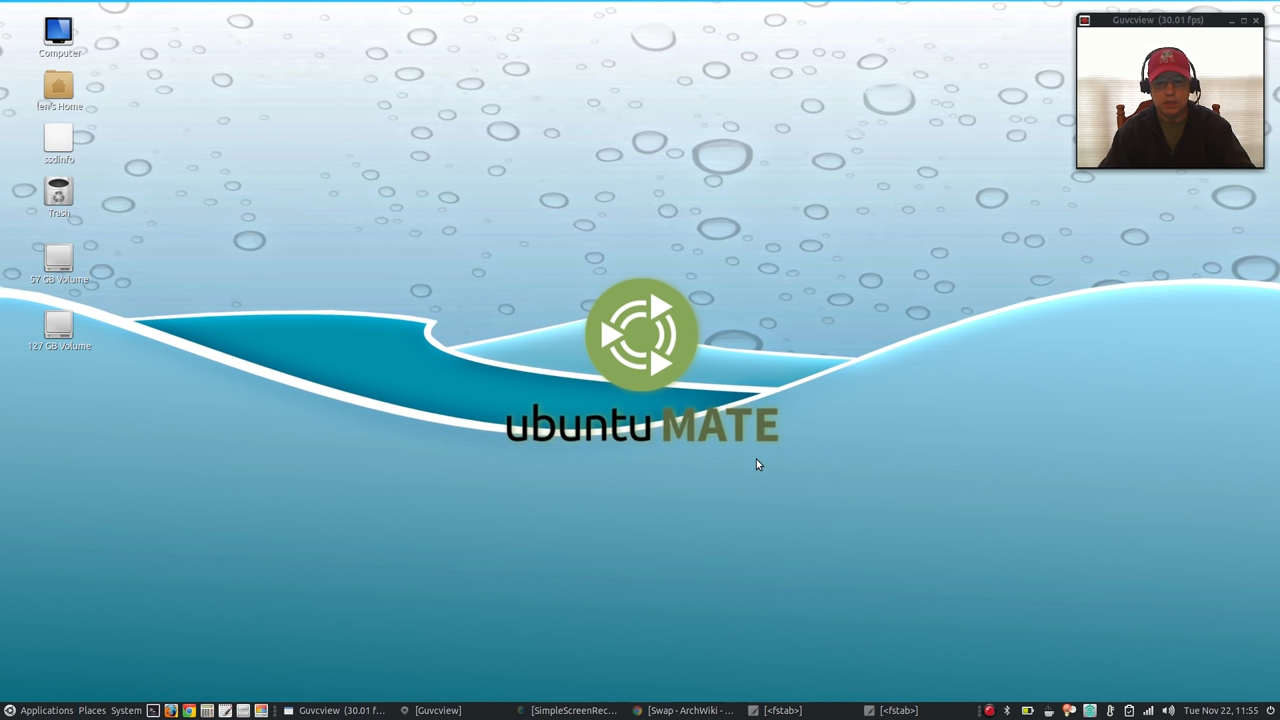 Computer
len's Home
ssdinfo
Trash
57 GB Volume
127 GB Volume
Guvcview (30.01 fps)
ubuntu MATE
Applications Places System Guvcview (30.01 f... [Guvcview] [SimpleScreenRec... [Swap - ArchWiki - ... [<fstab>] [<fstab>] Tue Nov 22, 11:55